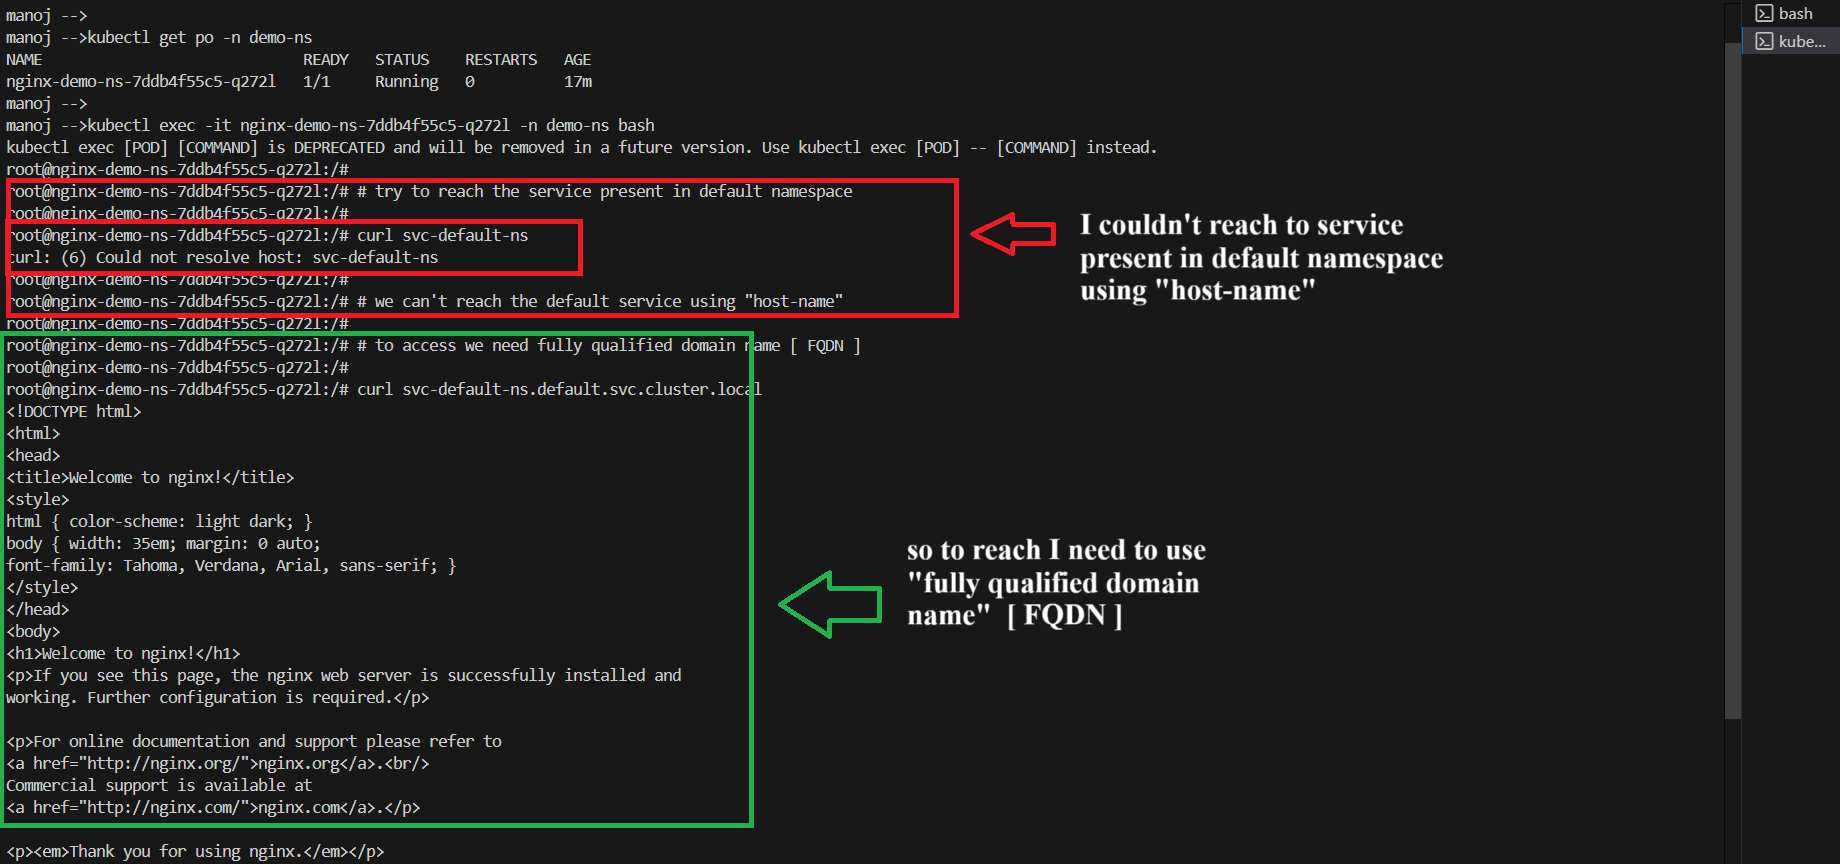 manoj -->
manoj -->kubectl get po -n demo-ns
NAME READY STATUS RESTARTS AGE
nginx-demo-ns-7ddb4f55c5-q272l 1/1 Running 0 17m
manoj -->
manoj -->kubectl exec -it nginx-demo-ns-7ddb4f55c5-q272l -n demo-ns bash
kubectl exec [POD] [COMMAND] is DEPRECATED and will be removed in a future version. Use kubectl exec [POD] -- [COMMAND] instead.
root@nginx-demo-ns-7ddb4f55c5-q272l:/#
root@nginx-demo-ns-7ddb4f55c5-q272l:/# # try to reach the service present in default namespace
root@nginx-demo-ns-7ddb4f55c5-q272l:/#
root@nginx-demo-ns-7ddb4f55c5-q272l:/# curl svc-default-ns
curl: (6) Could not resolve host: svc-default-ns
root@nginx-demo-ns-7ddb4f55c5-q272l:/#
root@nginx-demo-ns-7ddb4f55c5-q272l:/# # we can't reach the default service using "host-name"
root@nginx-demo-ns-7ddb4f55c5-q272l:/#
root@nginx-demo-ns-7ddb4f55c5-q272l:/# # to access we need fully qualified domain name [ FQDN ]
root@nginx-demo-ns-7ddb4f55c5-q272l:/#
root@nginx-demo-ns-7ddb4f55c5-q272l:/# curl svc-default-ns.default.svc.cluster.local
<!DOCTYPE html>
<html>
<head>
<title>Welcome to nginx!</title>
<style>
html { color-scheme: light dark; }
body { width: 35em; margin: 0 auto;
font-family: Tahoma, Verdana, Arial, sans-serif; }
</style>
</head>
<body>
<h1>Welcome to nginx!</h1>
<p>If you see this page, the nginx web server is successfully installed and
working. Further configuration is required.</p>
<p>For online documentation and support please refer to
<a href="http://nginx.org/">nginx.org</a>.<br/>
Commercial support is available at
<a href="http://nginx.com/">nginx.com</a>.</p>
<p><em>Thank you for using nginx.</em></p>
I couldn't reach to service
present in default namespace
using "host-name"
so to reach I need to use
"fully qualified domain
name" [ FQDN ]
bash
kube...